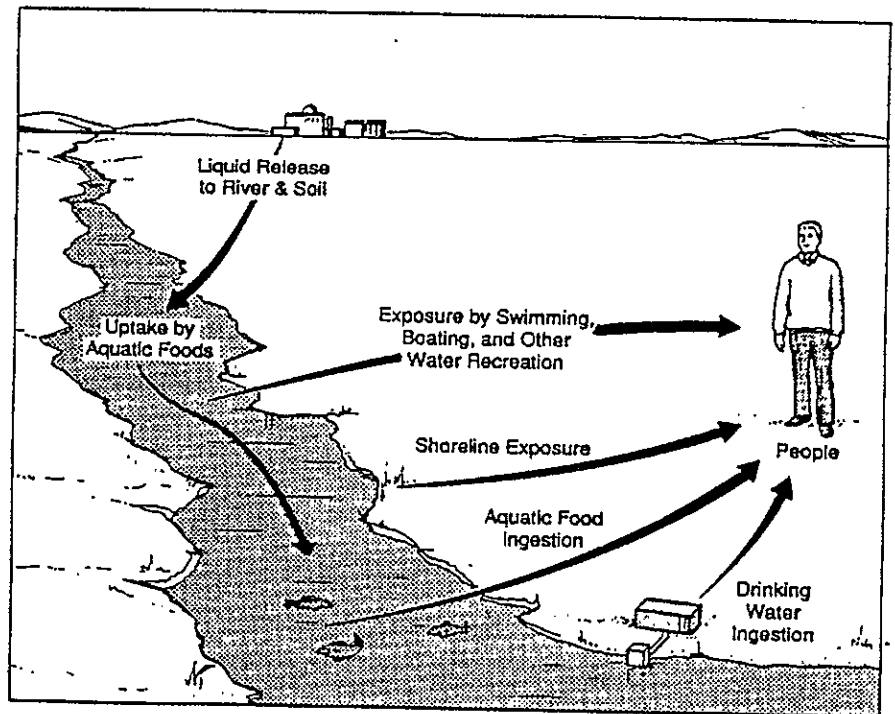 Liquid Release
to River & Soil
Uptake by
Aquatic Foods
Exposure by Swimming,
Boating, and Other
Water Recreation
Shoreline Exposure
People
Aquatic Food
Ingestion
Drinking
Water
Ingestion